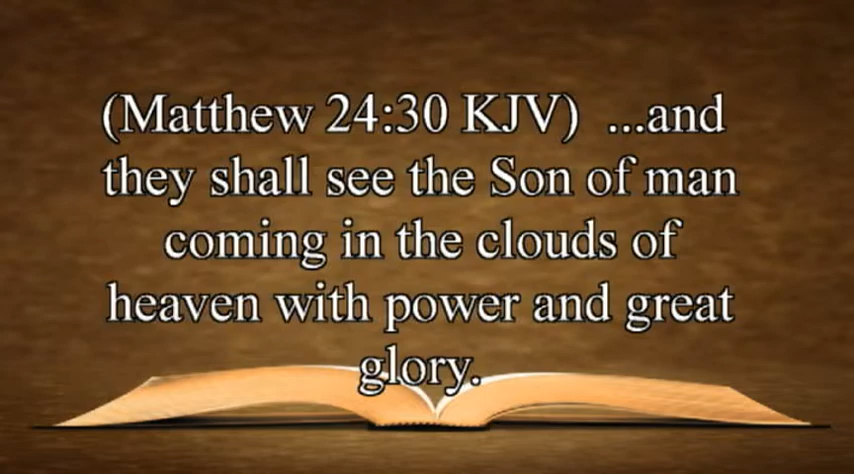 (Matthew 24:30 KJV)  ...and
they shall see the Son of man
coming in the clouds of
heaven with power and great
glory.